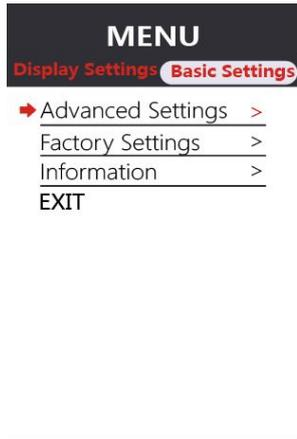 MENU
Display Settings Basic Settings
Advanced Settings >
Factory Settings >
Information >
EXIT